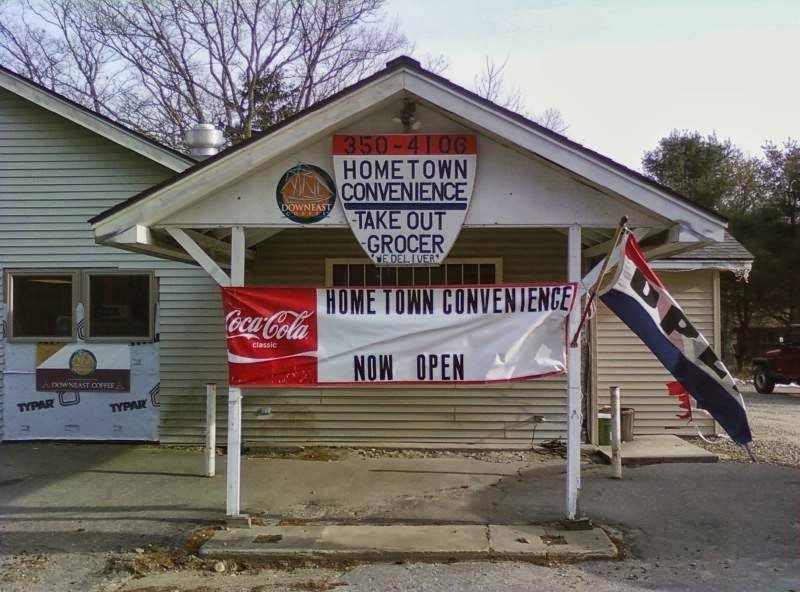 350-4106
HOMETOWN
CONVENIENCE
TAKE OUT
GROCER
WE DELIVER
DOWNEAST
COFFEE
Coca-Cola
classic
HOME TOWN CONVENIENCE
NOW OPEN
OPEN
DOWNEAST COFFEE
TYPAR
TYPAR